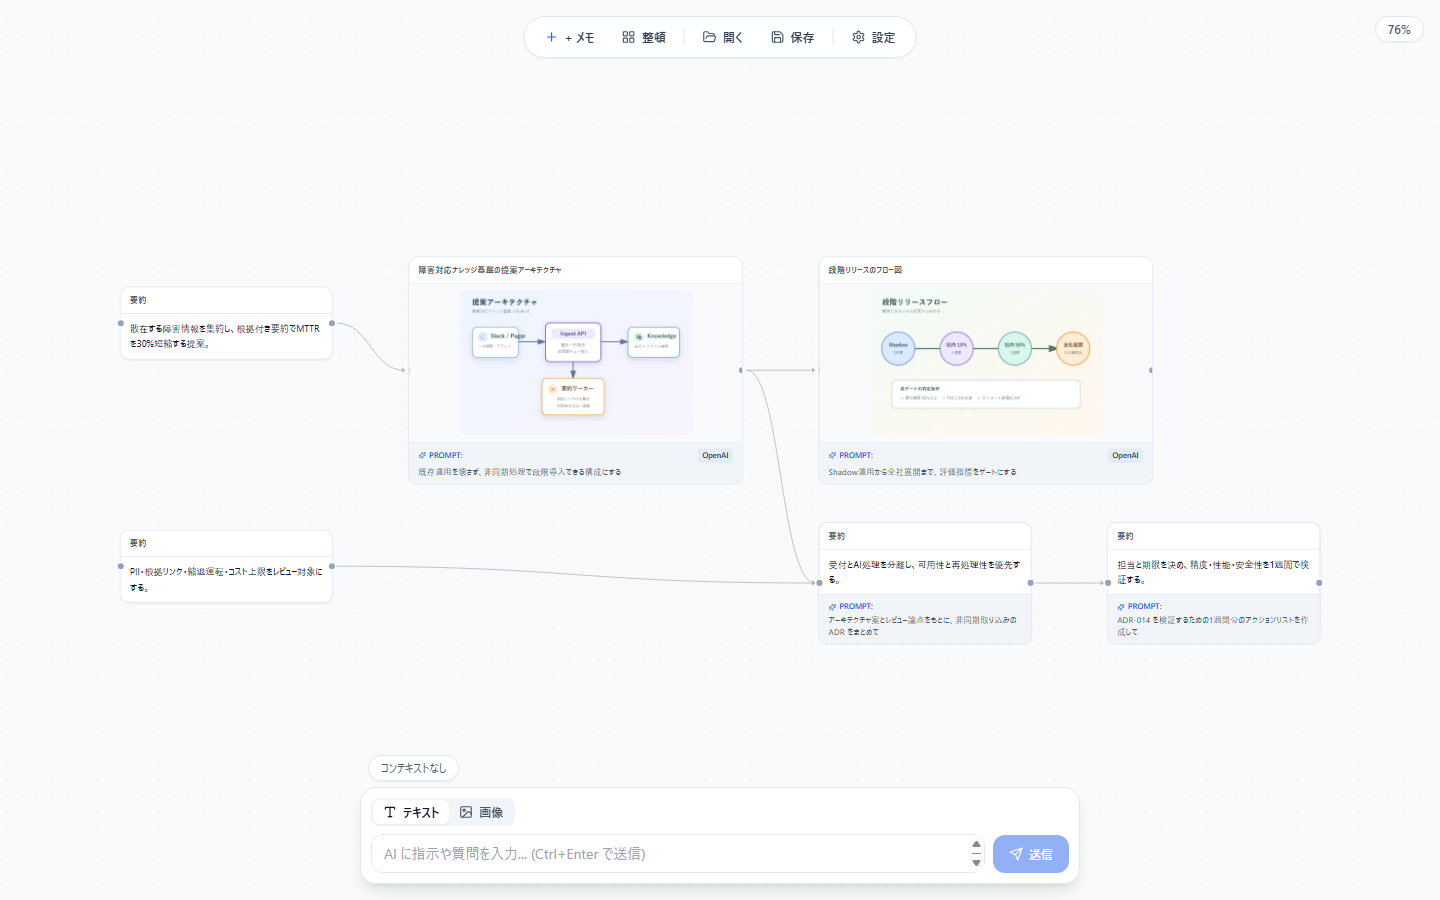 + メモ
整頓
開く
保存
設定
76%
要約
散在する障害情報を集約し、根拠付き要約でMTTR
を30%短縮する提案。
障害対応ナレッジ基盤の提案アーキテクチャ
提案アーキテクチャ
Slack / Pager
Ingest API
Knowledge
要約ワーカー
PROMPT:
OpenAI
既存運用を壊さず、非同期処理で段階導入できる構成にする
段階リリースのフロー図
段階リリースフロー
Shadow
社内 10%
社内 50%
全社展開
PROMPT:
OpenAI
Shadow運用から全社展開まで、評価指標をゲートにする
要約
PII・根拠リンク・縮退運転・コスト上限をレビュー対象に
する。
要約
受付とAI処理を分離し、可用性と再処理性を優先す
る。
PROMPT:
アーキテクチャ案とレビュー論点をもとに、非同期取り込みの
ADR をまとめて
要約
担当と期限を決め、精度・性能・安全性を1週間で検
証する。
PROMPT:
ADR-014 を検証するための1週間分のアクションリストを作
成して
コンテキストなし
テキスト
画像
AI に指示や質問を入力... (Ctrl+Enter で送信)
送信